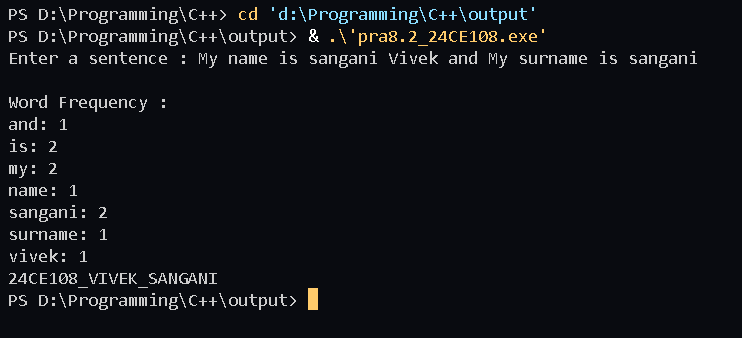 PS D:\Programming\C++> cd 'd:\Programming\C++\output'
PS D:\Programming\C++\output> & .\'pra8.2_24CE108.exe'
Enter a sentence : My name is sangani Vivek and My surname is sangani
Word Frequency :
and: 1
is: 2
my: 2
name: 1
sangani: 2
surname: 1
vivek: 1
24CE108_VIVEK_SANGANI
PS D:\Programming\C++\output>